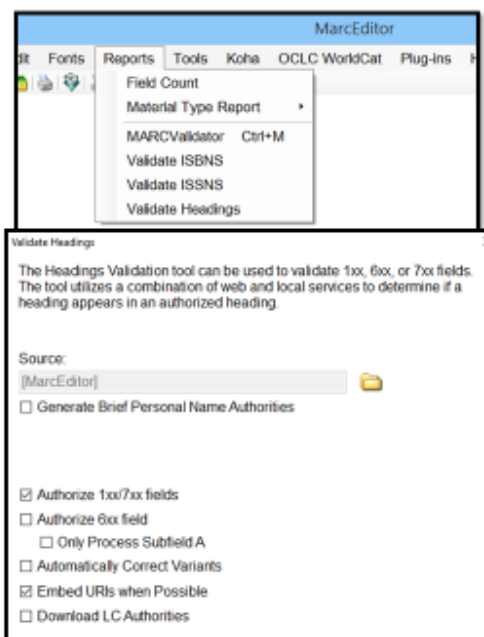 MarcEditor
dit Fonts Reports Tools Koha OCLC WorldCat Plug-ins H
Field Count
Material Type Report
MARCValidator Ctrl+M
Validate ISBNS
Validate ISSNS
Validate Headings
Validate Headings
The Headings Validation tool can be used to validate 1xx, 6xx, or 7xx fields.
The tool utilizes a combination of web and local services to determine if a
heading appears in an authorized heading.
Source:
[MarcEditor]
Generate Brief Personal Name Authorities
Authorize 1xx/7xx fields
Authorize 6xx field
Only Process Subfield A
Automatically Correct Variants
Embed URIs when Possible
Download LC Authorities